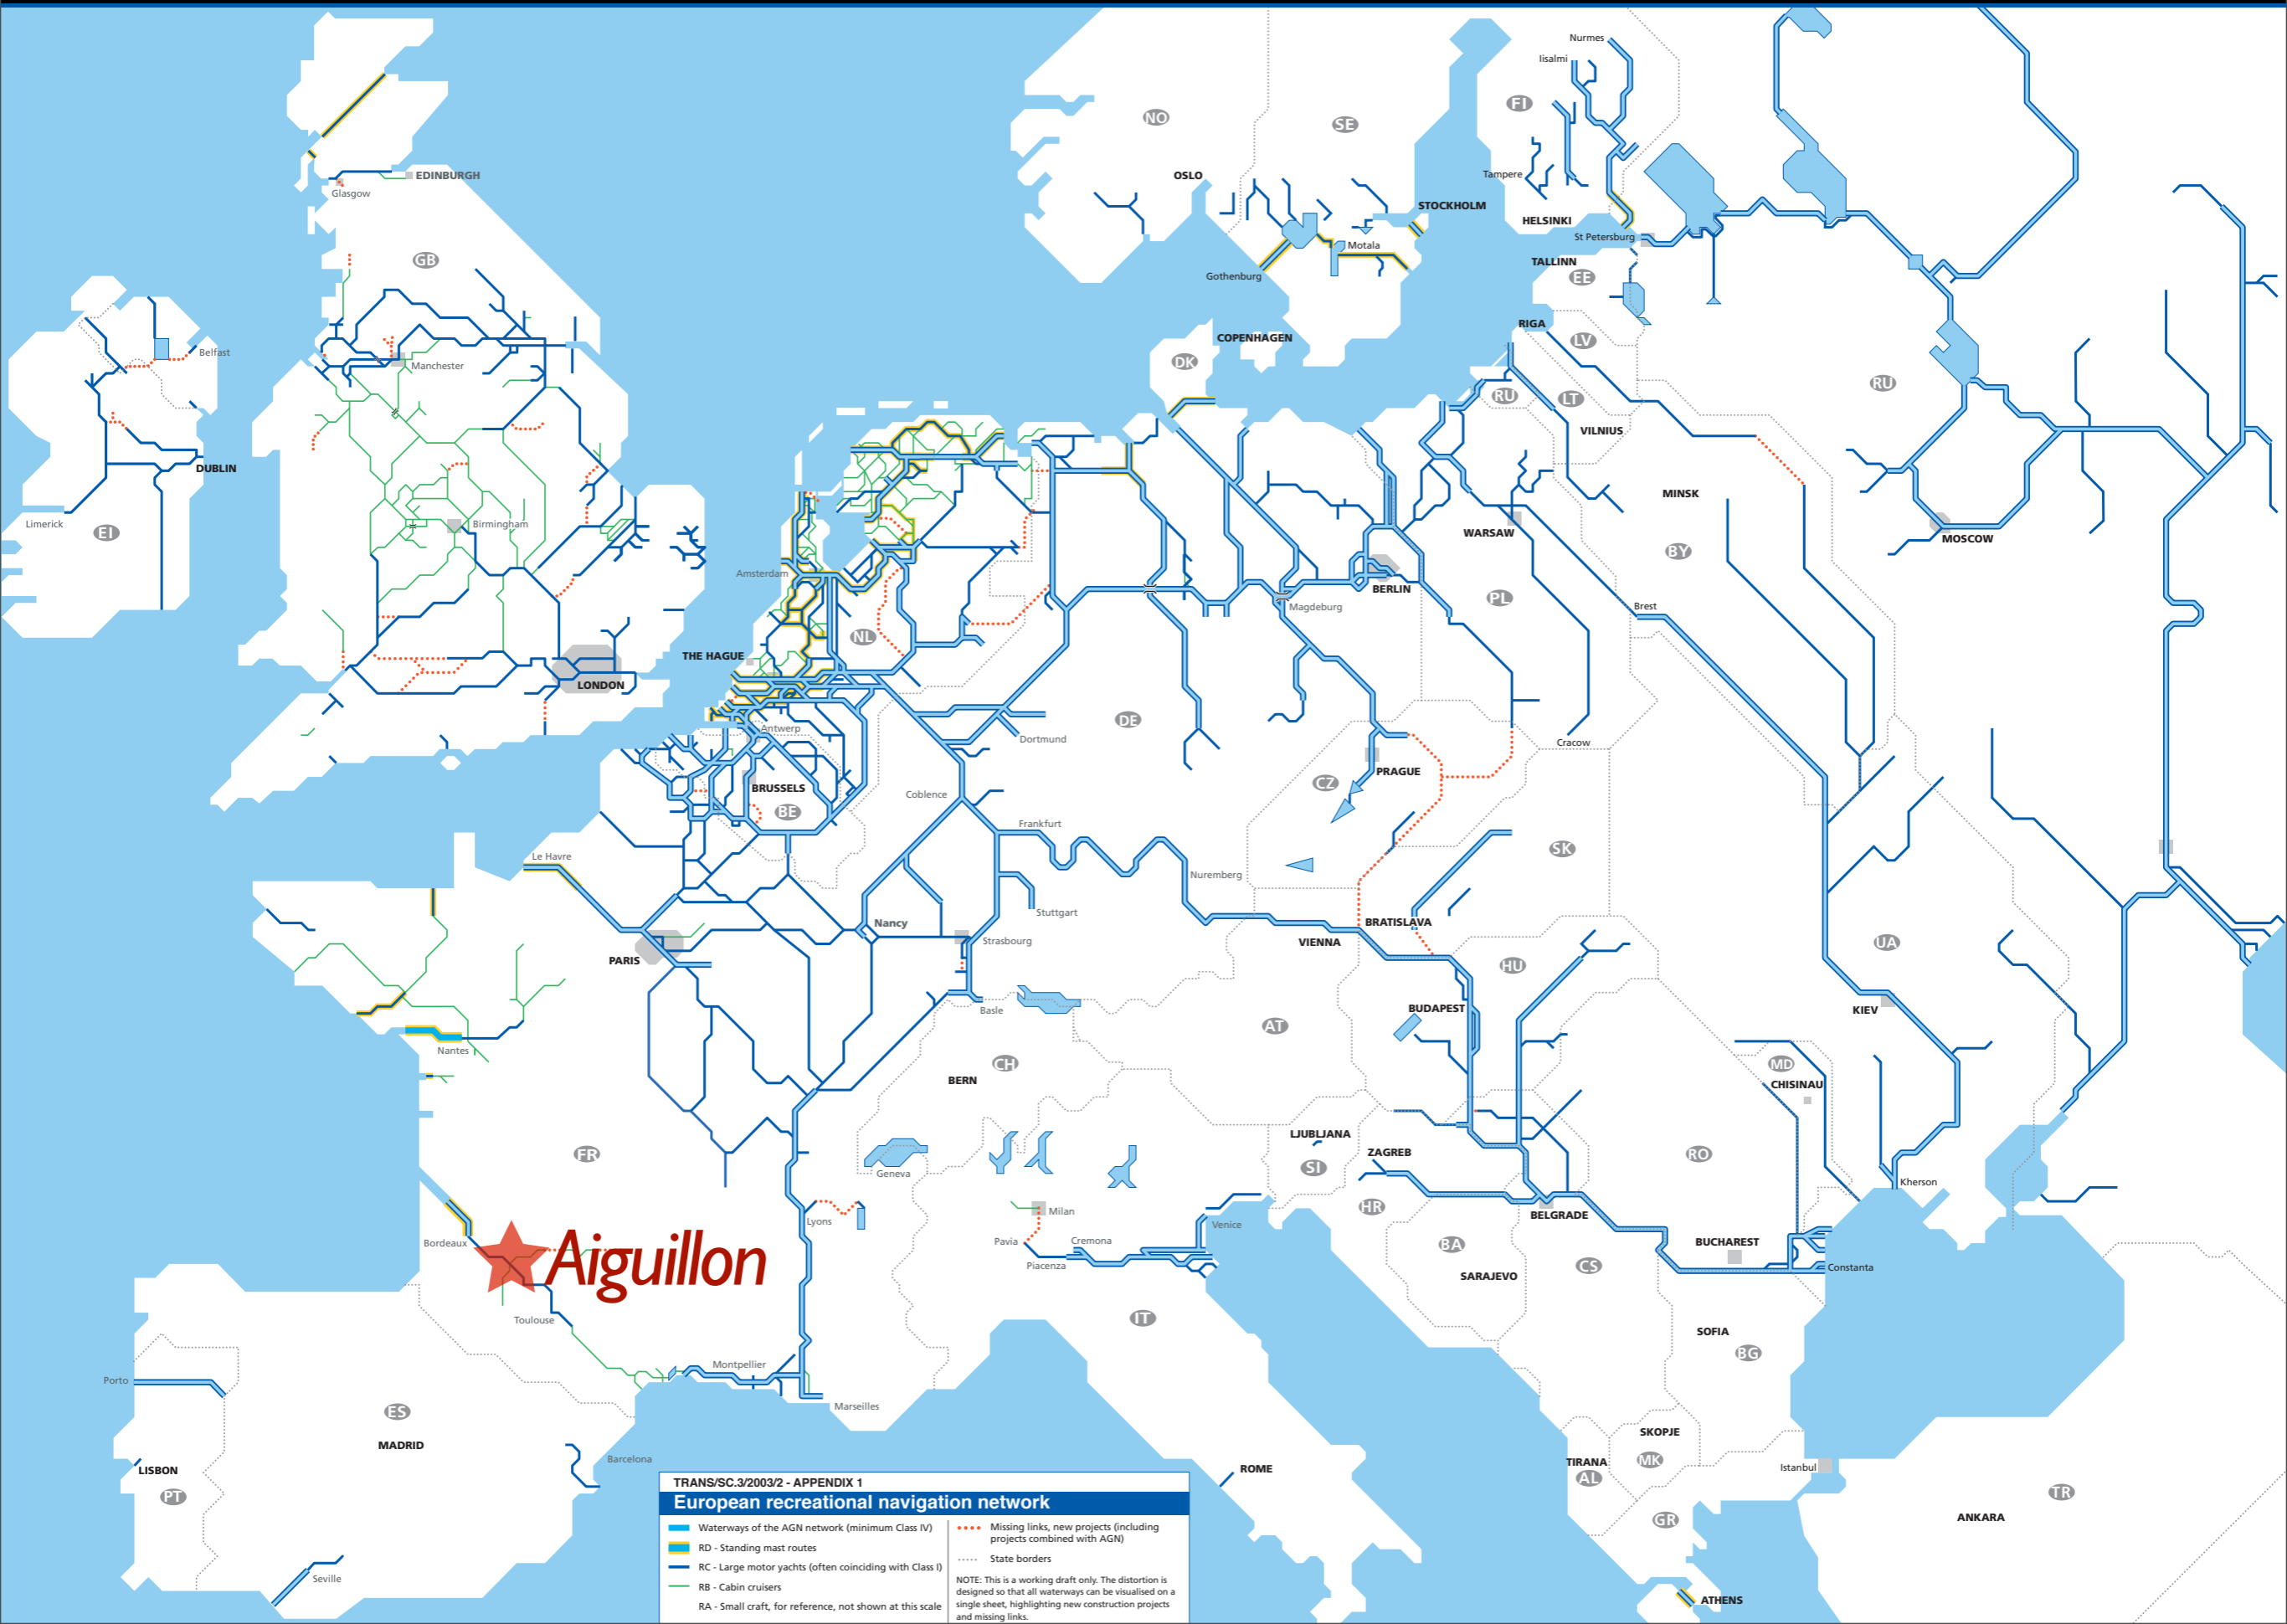 Nurmes
Iisalmi
FI
NO
SE
EDINBURGH
OSLO
Tampere
Glasgow
STOCKHOLM
HELSINKI
St Petersburg
Motala
GB
TALLINN
EE
Gothenburg
RIGA
COPENHAGEN
LV
Belfast
DK
Manchester
RU
RU
LT
VILNIUS
DUBLIN
MINSK
Limerick
Birmingham
EI
WARSAW
MOSCOW
BY
Amsterdam
BERLIN
PL
Magdeburg
Brest
NL
THE HAGUE
LONDON
DE
Antwerp
Dortmund
Cracow
PRAGUE
CZ
BRUSSELS
Coblence
BE
Frankfurt
SK
Le Havre
Nuremberg
Stuttgart
Nancy
BRATISLAVA
Strasbourg
VIENNA
UA
PARIS
HU
Basle
BUDAPEST
KIEV
AT
Nantes
CH
MD
BERN
CHISINAU
LJUBLJANA
FR
ZAGREB
RO
SI
Geneva
Kherson
HR
Milan
Lyons
Venice
BELGRADE
Bordeaux
Pavia
Cremona
BUCHAREST
BA
Aiguillon
Piacenza
CS
Constanta
SARAJEVO
IT
Toulouse
SOFIA
BG
Montpellier
Porto
Marseilles
ES
SKOPJE
MADRID
Barcelona
MK
TIRANA
LISBON
ROME
Istanbul
AL
PT
TR
GR
ANKARA
Seville
ATHENS
TRANS/SC.3/2003/2 - APPENDIX 1
European recreational navigation network
Waterways of the AGN network (minimum Class IV)
RD - Standing mast routes
RC - Large motor yachts (often coinciding with Class I)
RB - Cabin cruisers
RA - Small craft, for reference, not shown at this scale
Missing links, new projects (including
projects combined with AGN)
State borders
NOTE: This is a working draft only. The distortion is
designed so that all waterways can be visualised on a
single sheet, highlighting new construction projects
and missing links.